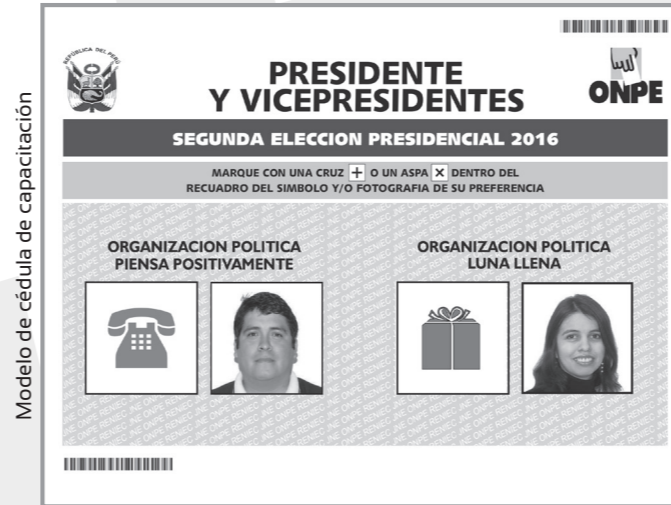 Modelo de cédula de capacitación
REPÚBLICA DEL PERÚ
PRESIDENTE
Y VICEPRESIDENTES
ONPE
SEGUNDA ELECCION PRESIDENCIAL 2016
MARQUE CON UNA CRUZ + O UN ASPA X DENTRO DEL
RECUADRO DEL SIMBOLO Y/O FOTOGRAFIA DE SU PREFERENCIA
ORGANIZACION POLITICA
PIENSA POSITIVAMENTE
ORGANIZACION POLITICA
LUNA LLENA